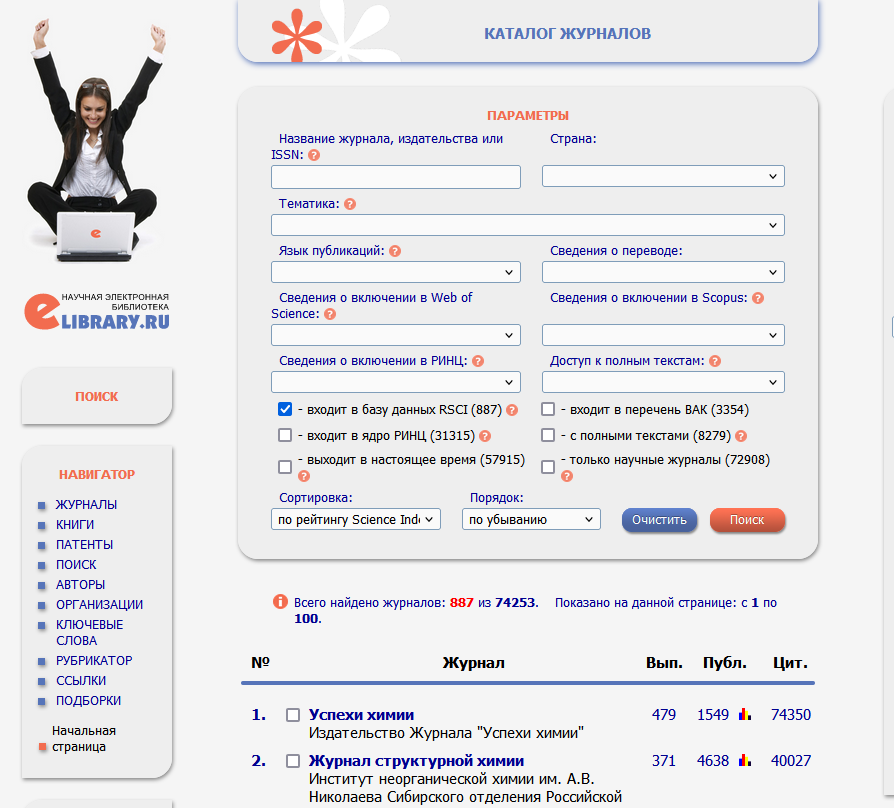 КАТАЛОГ ЖУРНАЛОВ
НАУЧНАЯ ЭЛЕКТРОННАЯ
БИБЛИОТЕКА
eLIBRARY.RU
ПОИСК
НАВИГАТОР
ЖУРНАЛЫ
КНИГИ
ПАТЕНТЫ
ПОИСК
АВТОРЫ
ОРГАНИЗАЦИИ
КЛЮЧЕВЫЕ
СЛОВА
РУБРИКАТОР
ССЫЛКИ
ПОДБОРКИ
Начальная
страница
ПАРАМЕТРЫ
Название журнала, издательства или
ISSN: ?
Страна:
Тематика: ?
Язык публикаций: ?
Сведения о переводе:
Сведения о включении в Web of
Science: ?
Сведения о включении в Scopus: ?
Сведения о включении в РИНЦ: ?
Доступ к полным текстам: ?
- входит в базу данных RSCI (887) ?
- входит в перечень ВАК (3354)
- входит в ядро РИНЦ (31315) ?
- с полными текстами (8279) ?
- выходит в настоящее время (57915)
?
- только научные журналы (72908)
?
Сортировка:
Порядок:
по рейтингу Science Ind
по убыванию
Очистить
Поиск
Всего найдено журналов: 887 из 74253. Показано на данной странице: с 1 по
100.
№ Журнал Вып. Публ. Цит.
1. Успехи химии 479 1549 74350
Издательство Журнала "Успехи химии"
2. Журнал структурной химии 371 4638 40027
Институт неорганической химии им. А.В.
Николаева Сибирского отделения Российской